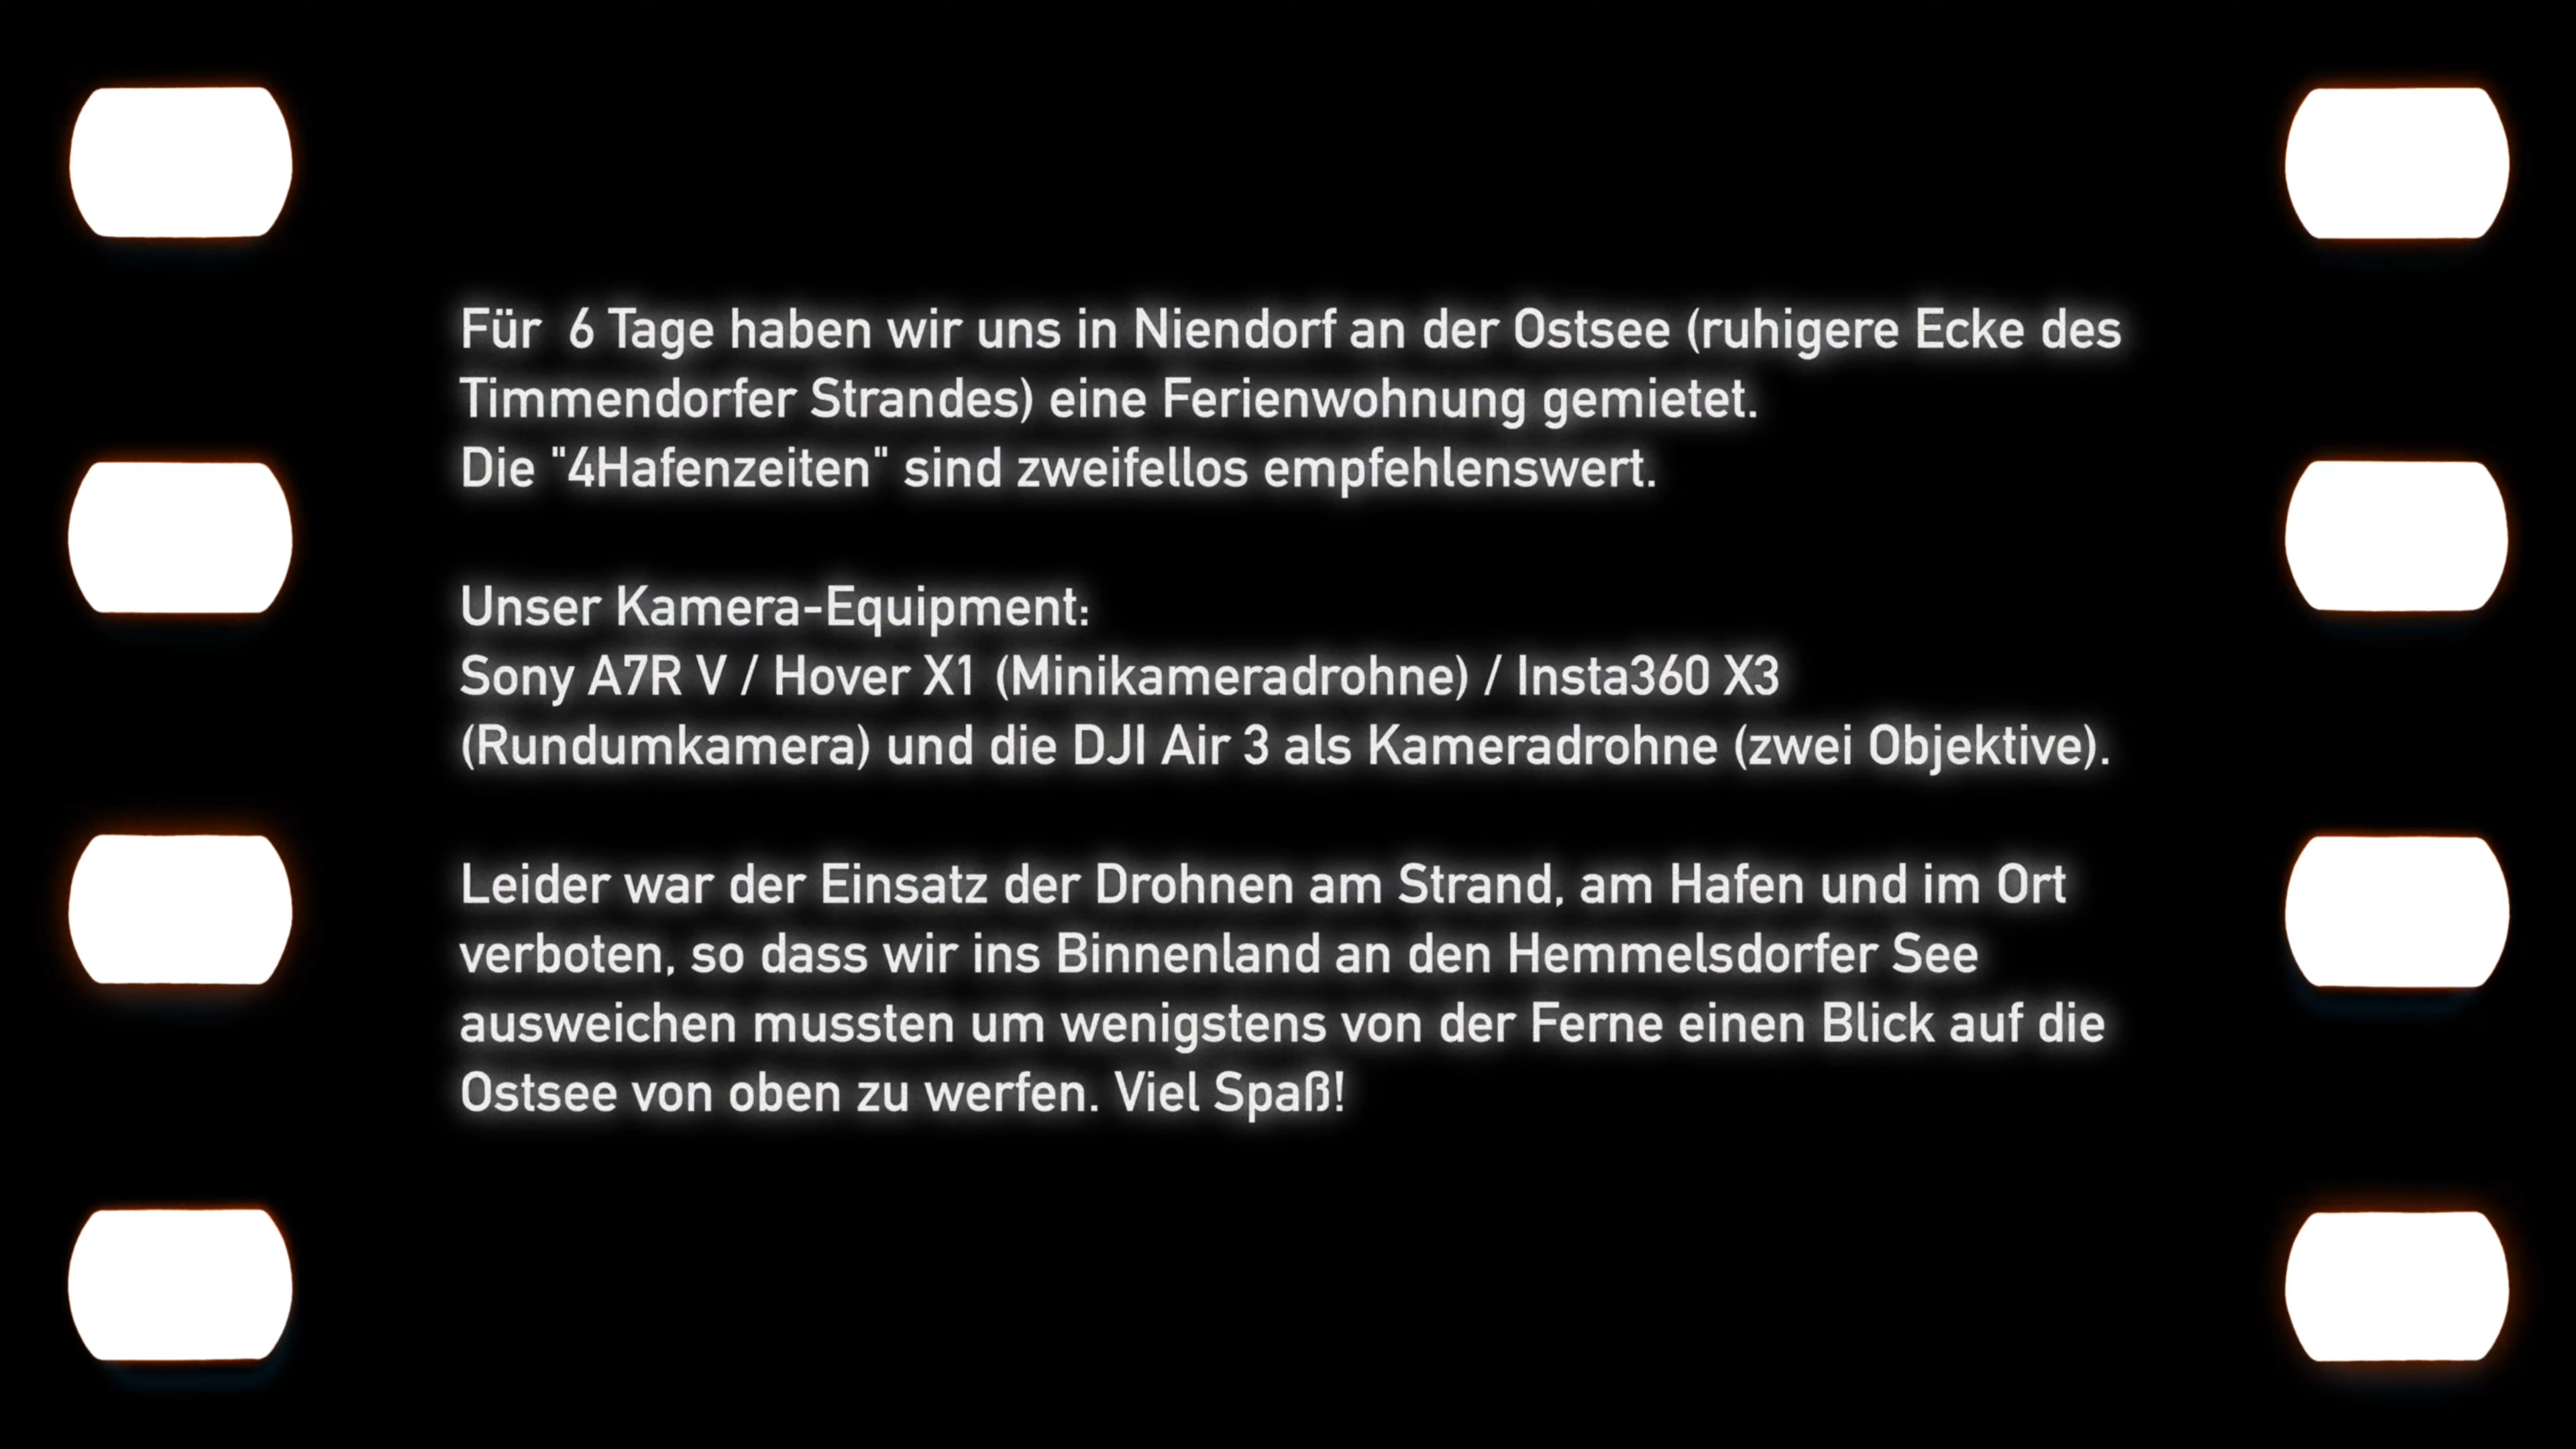 Für  6 Tage haben wir uns in Niendorf an der Ostsee (ruhigere Ecke des
Timmendorfer Strandes) eine Ferienwohnung gemietet.
Die "4Hafenzeiten" sind zweifellos empfehlenswert.
Unser Kamera-Equipment:
Sony A7R V / Hover X1 (Minikameradrohne) / Insta360 X3
(Rundumkamera) und die DJI Air 3 als Kameradrohne (zwei Objektive).
Leider war der Einsatz der Drohnen am Strand, am Hafen und im Ort
verboten, so dass wir ins Binnenland an den Hemmelsdorfer See
ausweichen mussten um wenigstens von der Ferne einen Blick auf die
Ostsee von oben zu werfen. Viel Spaß!